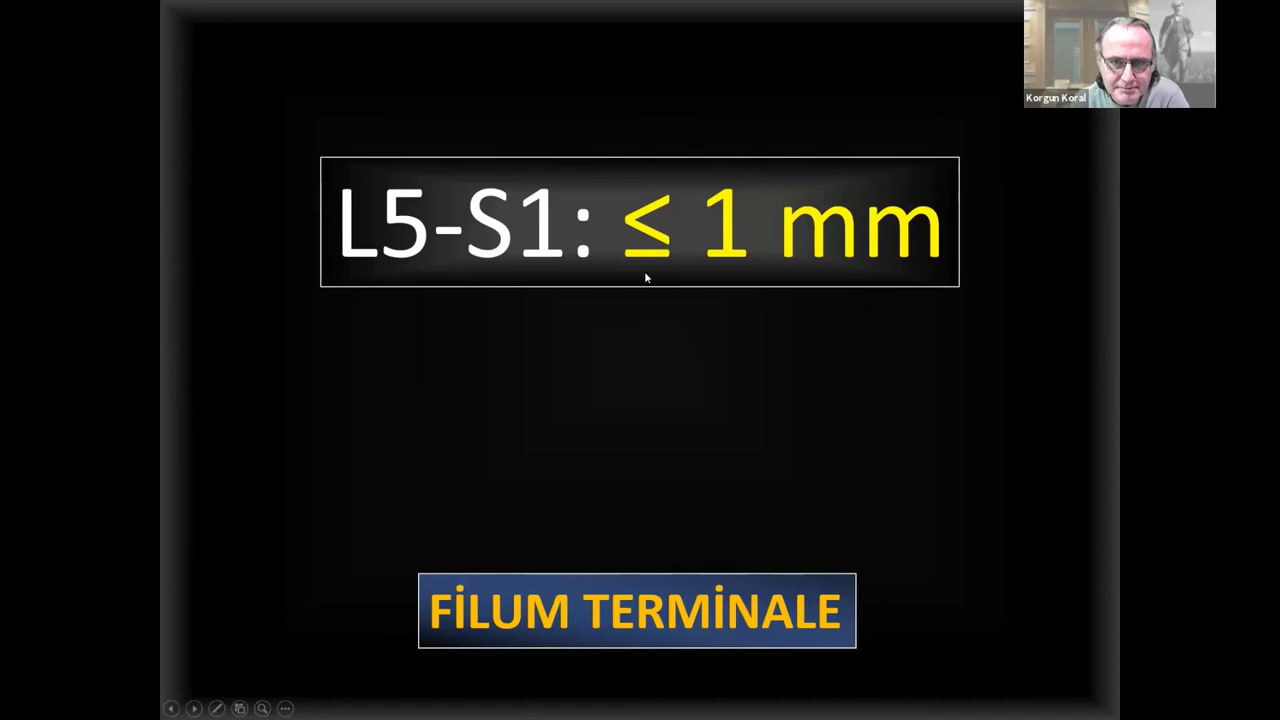 Korgun Koral
L5-S1: ≤ 1 mm
FİLUM TERMİNALE